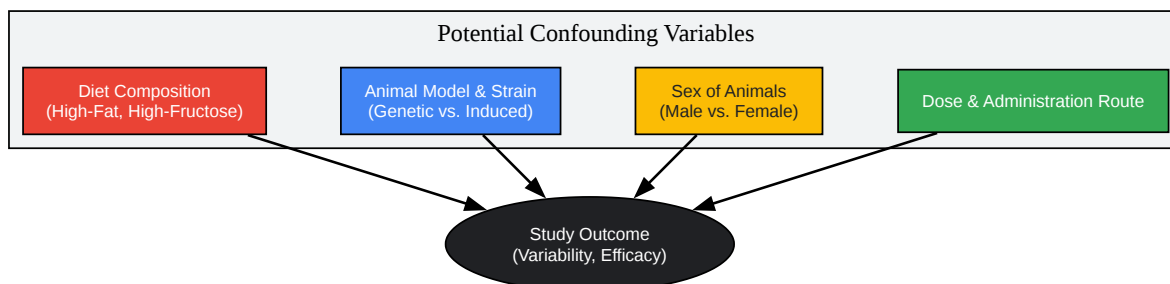 Potential Confounding Variables
Diet Composition
(High-Fat, High-Fructose)
Animal Model & Strain
(Genetic vs. Induced)
Sex of Animals
(Male vs. Female)
Dose & Administration Route
Study Outcome
(Variability, Efficacy)